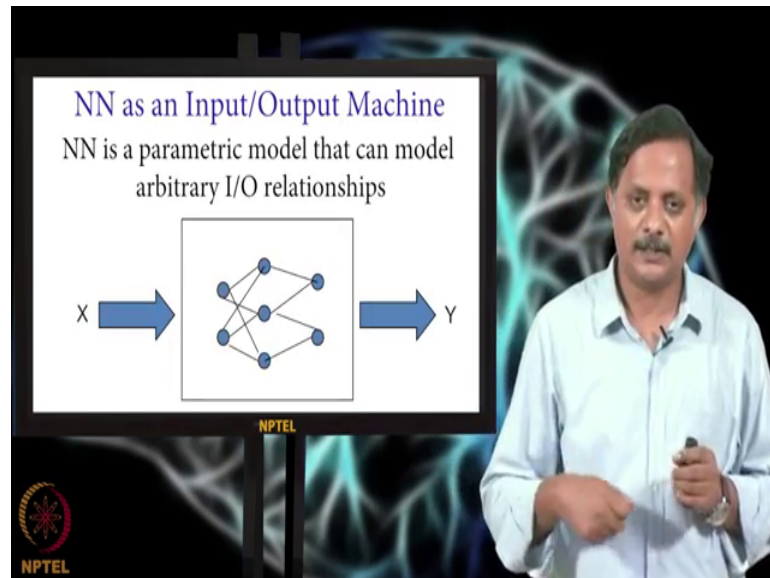 NN as an Input/Output Machine
NN is a parametric model that can model
arbitrary I/O relationships
X
Y
NPTEL
NPTEL